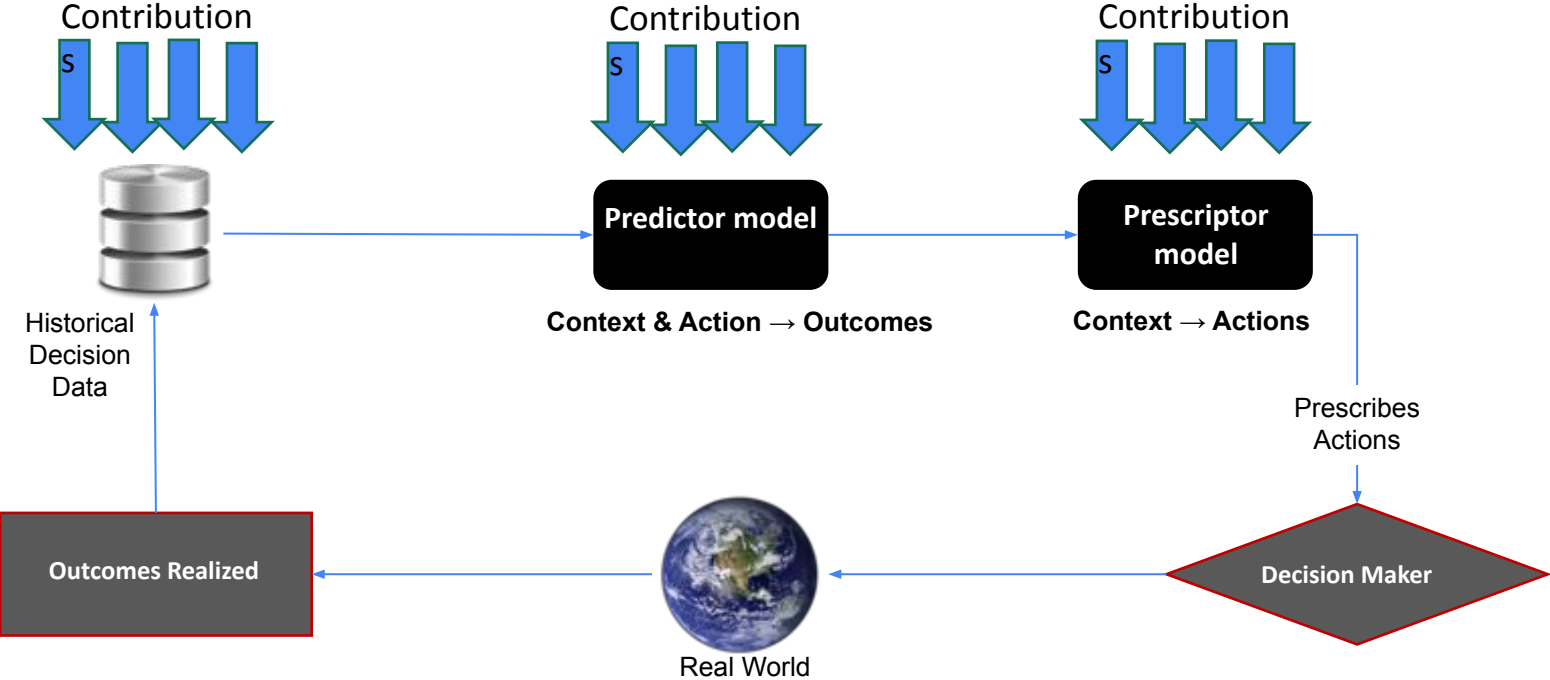 Contribution
s
Contribution
s
Contribution
s
Predictor model
Prescriptor
model
Historical
Decision
Data
Context & Action → Outcomes
Context → Actions
Prescribes
Actions
Outcomes Realized
Decision Maker
Real World